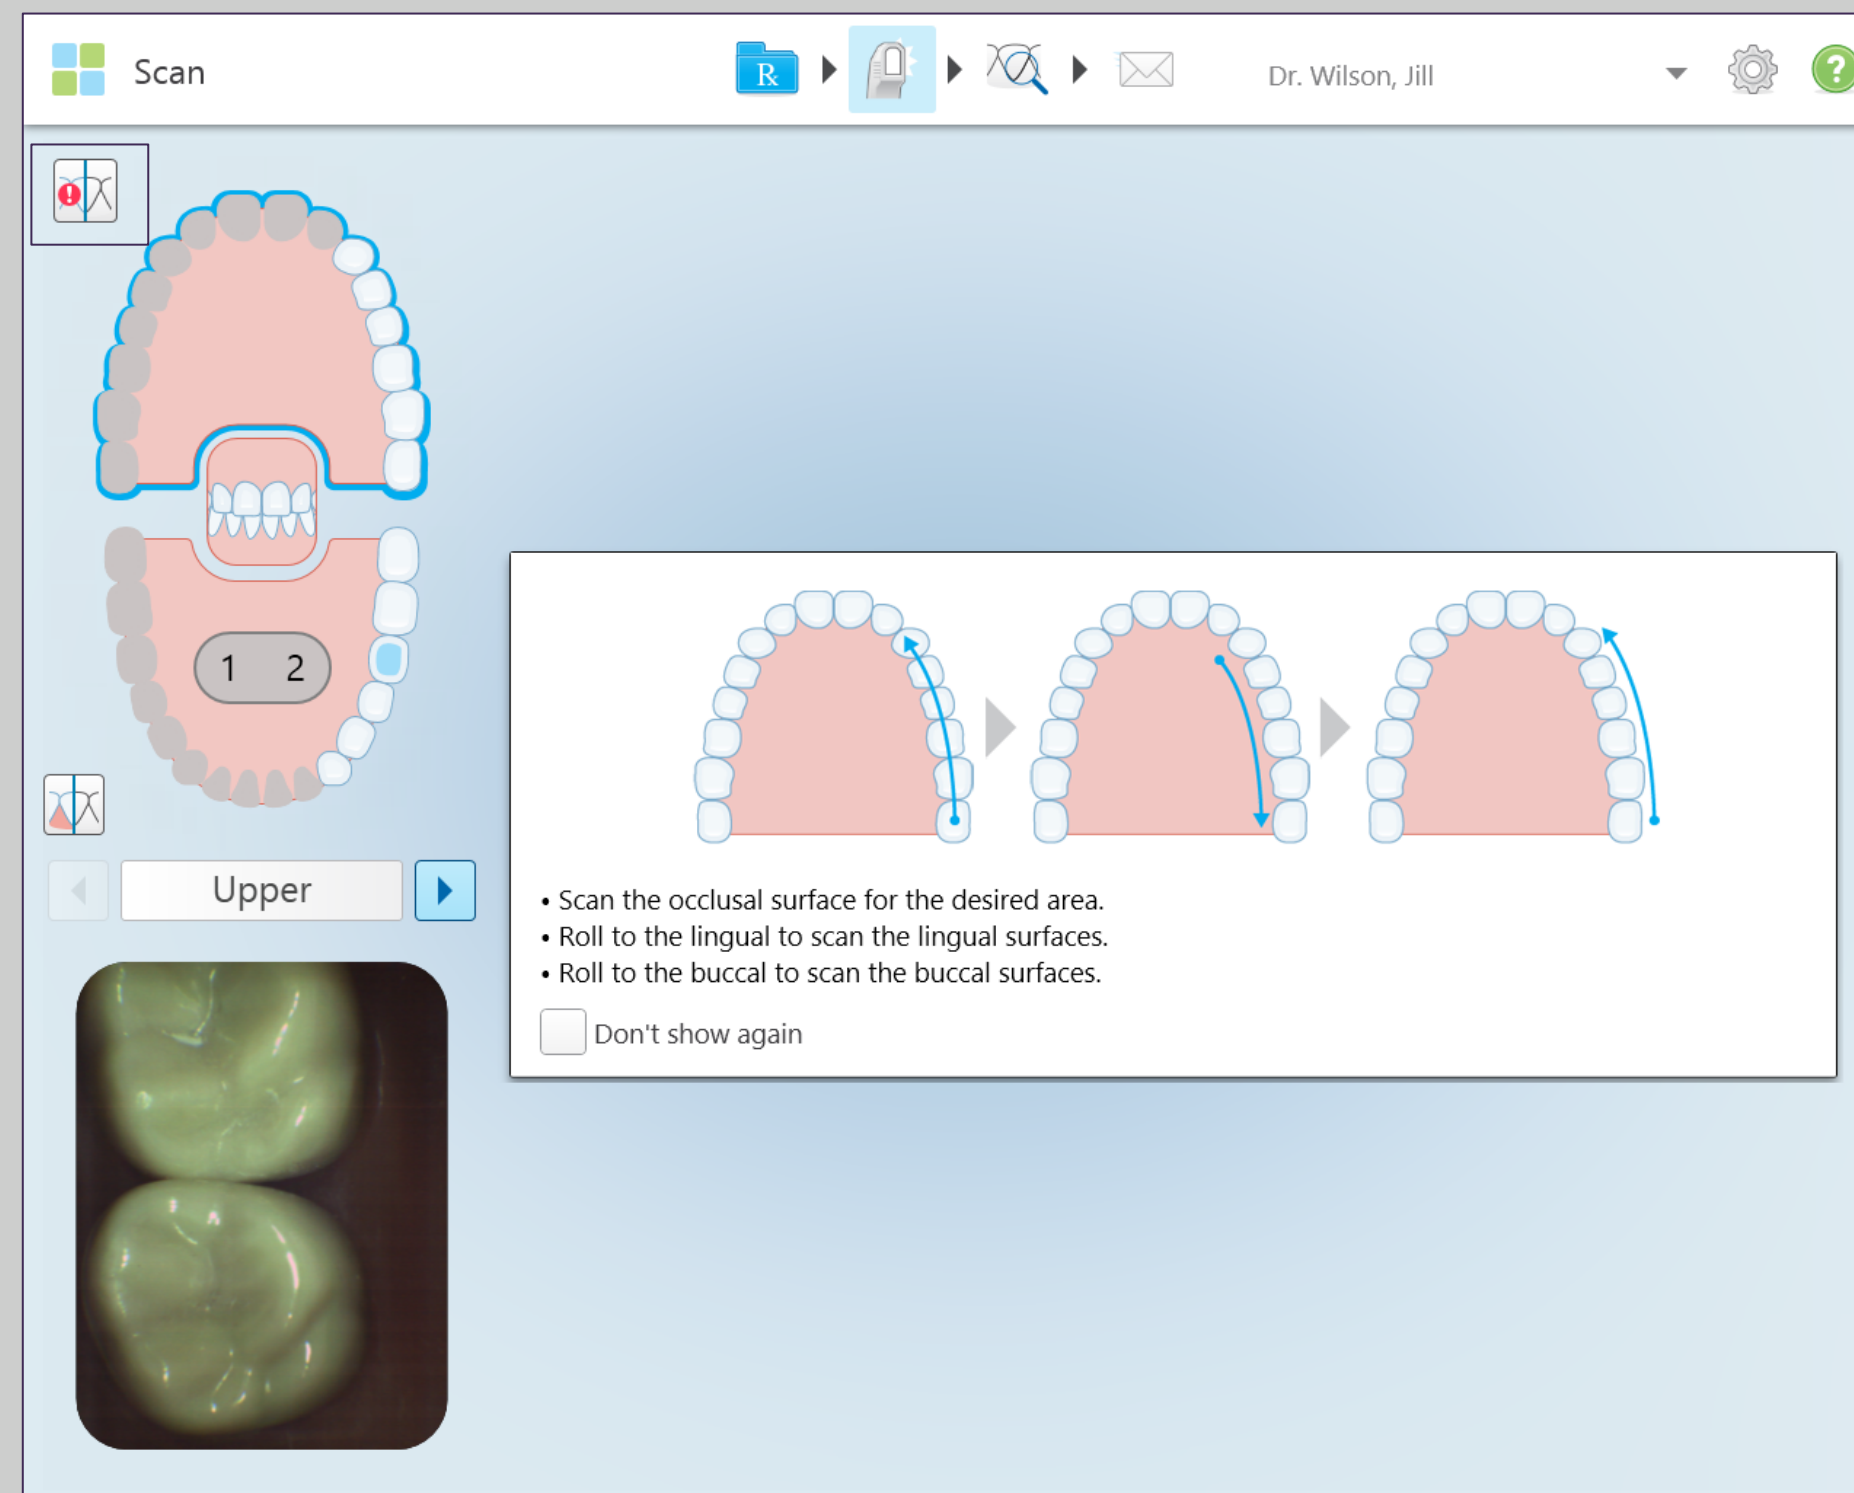 Scan
Rx
Dr. Wilson, Jill
?
!
1 2
Upper
• Scan the occlusal surface for the desired area.
• Roll to the lingual to scan the lingual surfaces.
• Roll to the buccal to scan the buccal surfaces.
Don't show again